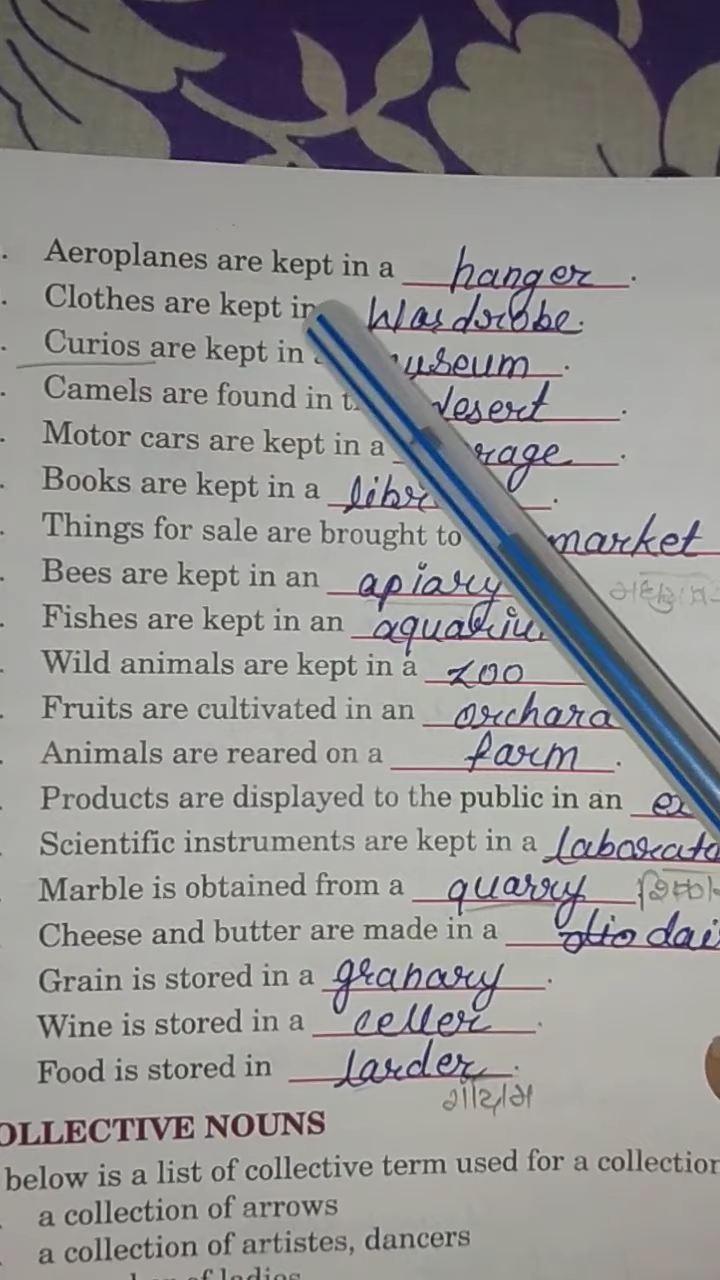 Aeroplanes are kept in a hanger.
Clothes are kept in Wardrobe.
Curios are kept in museum.
Camels are found in desert.
Motor cars are kept in a
Books are kept in a
Things for sale are brought to market
Bees are kept in an apiary
Fishes are kept in an
Wild animals are kept in a zoo
Fruits are cultivated in an
Animals are reared on a farm.
Products are displayed to the public in an
Scientific instruments are kept in a
Marble is obtained from a quarry
Cheese and butter are made in a
Grain is stored in a granary.
Wine is stored in a celler.
Food is stored in larder.
गोदाम
OLLECTIVE NOUNS
below is a list of collective term used for a collection
a collection of arrows
a collection of artistes, dancers
of ladies